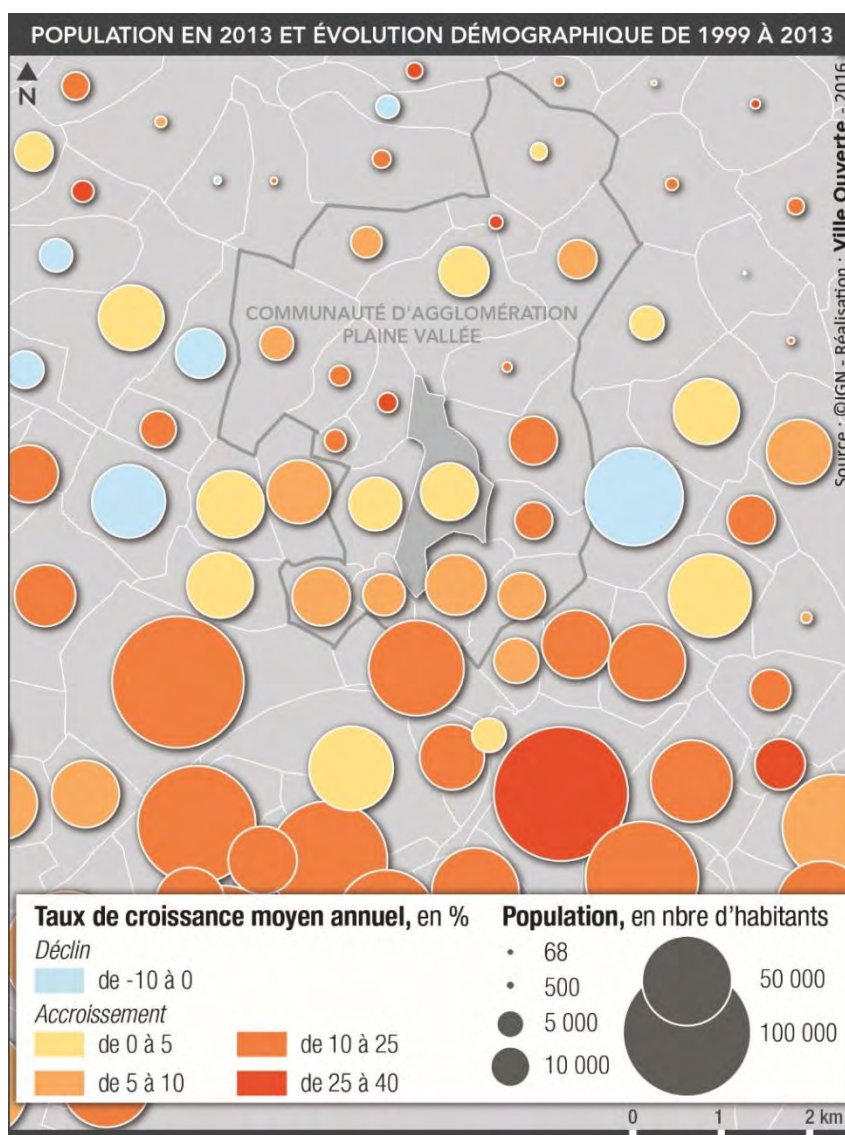 POPULATION EN 2013 ET ÉVOLUTION DÉMOGRAPHIQUE DE 1999 À 2013
N
Source : ©IGN - Réalisation : Ville Ouverte - 2016
COMMUNAUTÉ D'AGGLOMÉRATION
PLAINE VALLÉE
Taux de croissance moyen annuel, en %
Déclin
de -10 à 0
Accroissement
de 0 à 5
de 5 à 10
de 10 à 25
de 25 à 40
Population, en nbre d'habitants
68
500
5 000
10 000
50 000
100 000
0 1 2 km